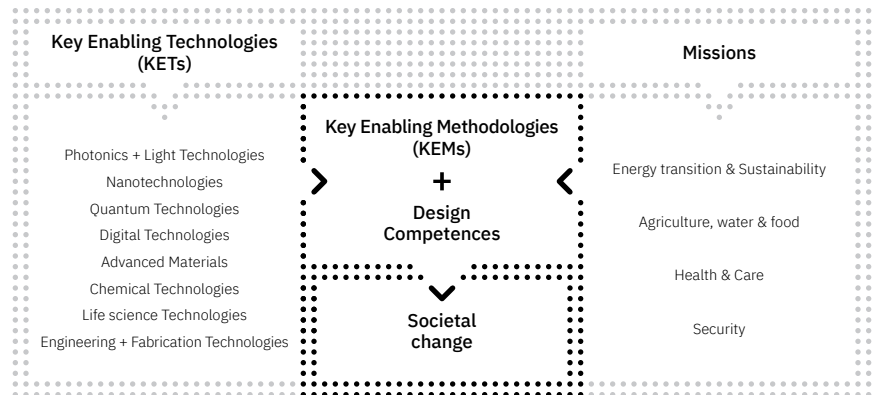 Key Enabling Technologies
(KETs)
Photonics + Light Technologies
Nanotechnologies
Quantum Technologies
Digital Technologies
Advanced Materials
Chemical Technologies
Life science Technologies
Engineering + Fabrication Technologies
Key Enabling Methodologies
(KEMs)
+
Design
Competences
Societal
change
Missions
Energy transition & Sustainability
Agriculture, water & food
Health & Care
Security